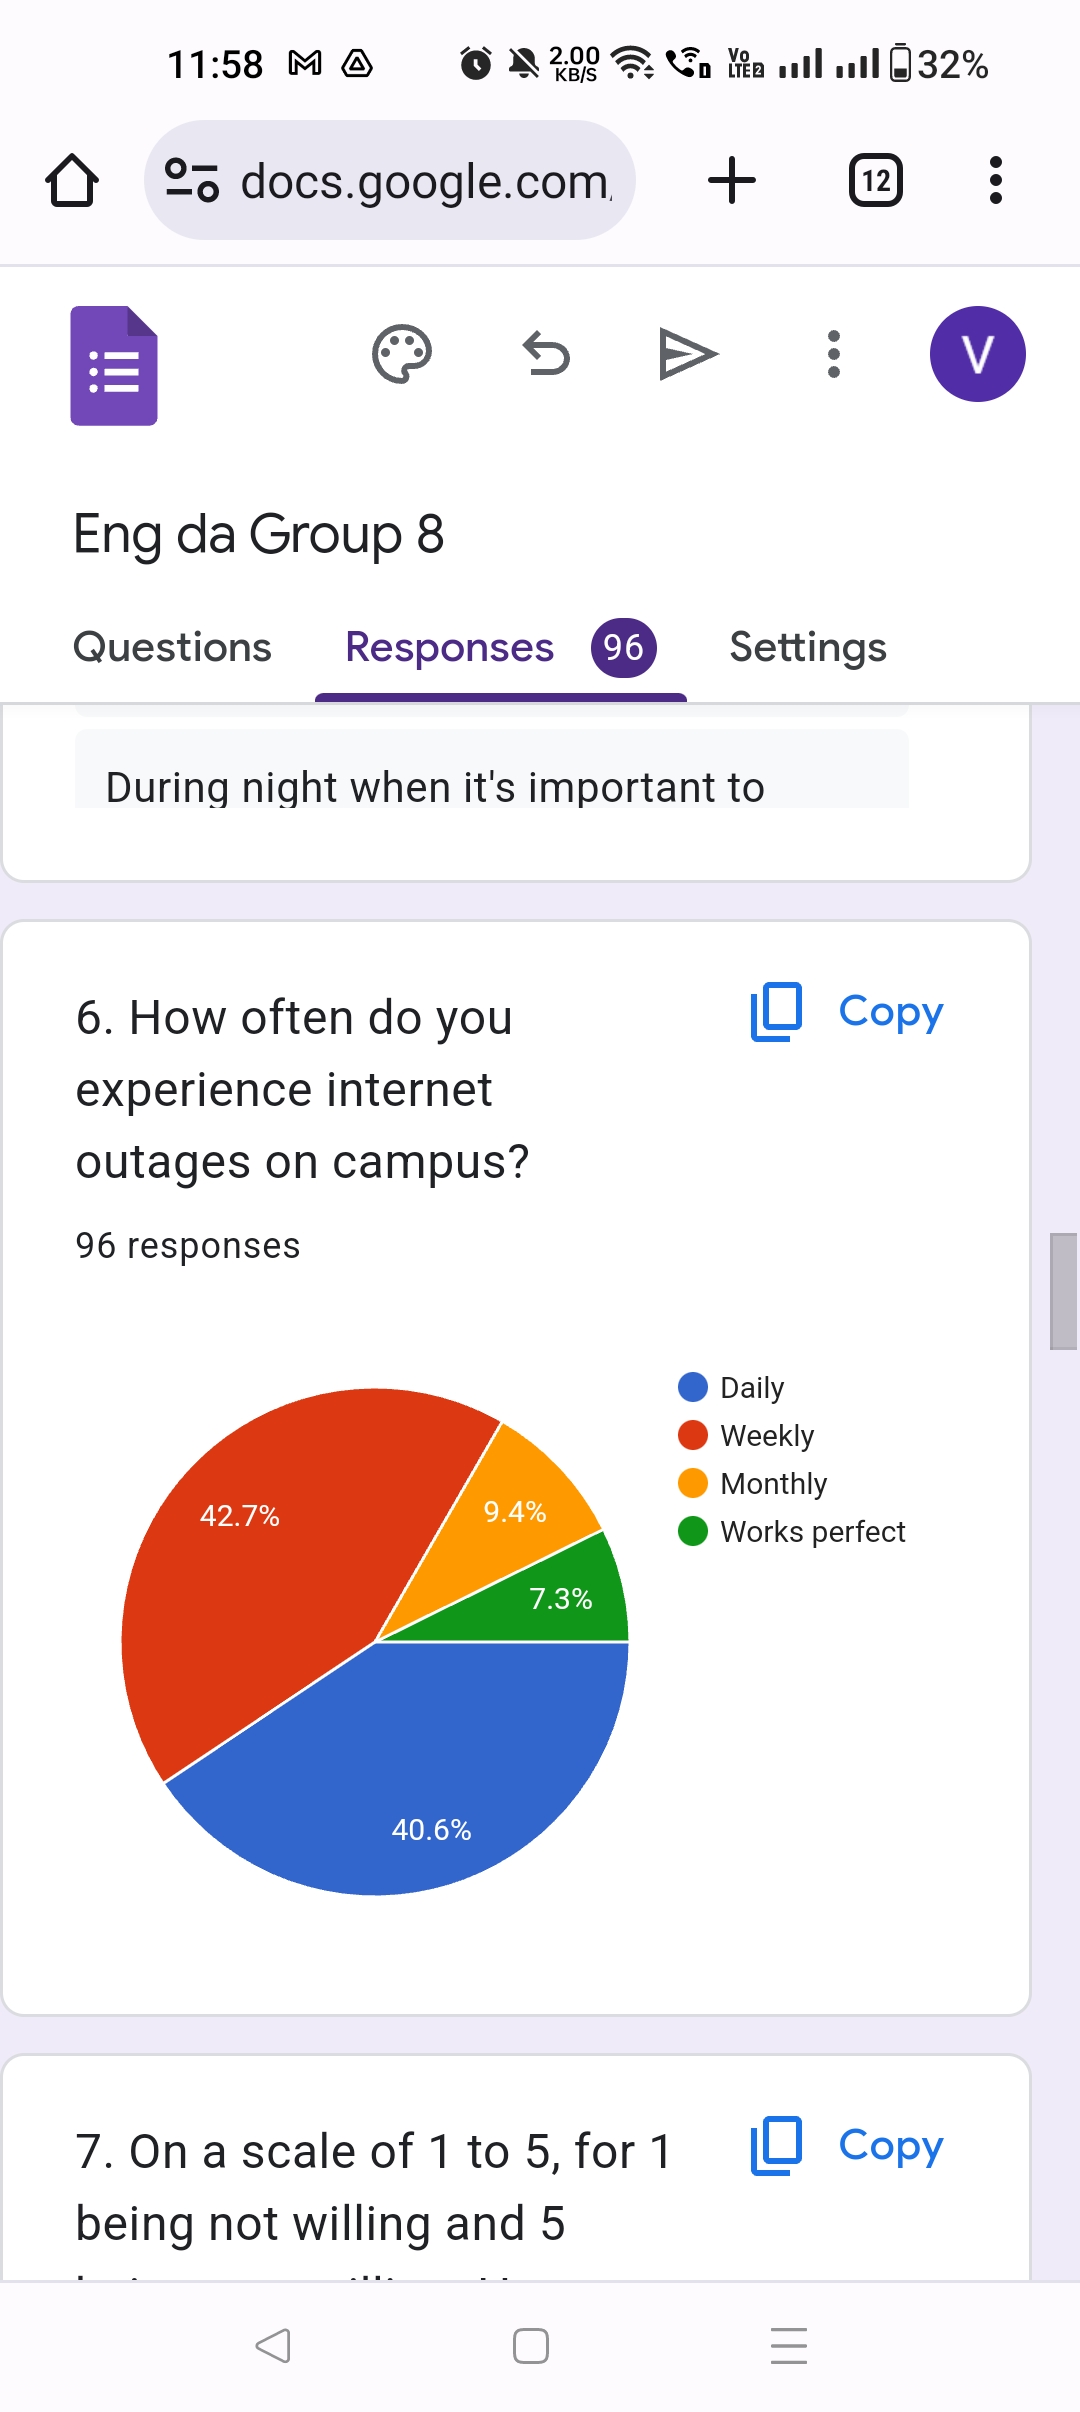 11:58 2.00 KB/S Vo LTE 2 32%
docs.google.com
12
V
Eng da Group 8
Questions Responses 96 Settings
During night when it's important to
6. How often do you
experience internet
outages on campus?
Copy
96 responses
Daily
Weekly
Monthly
Works perfect
42.7%
9.4%
7.3%
40.6%
7. On a scale of 1 to 5, for 1
being not willing and 5
Copy